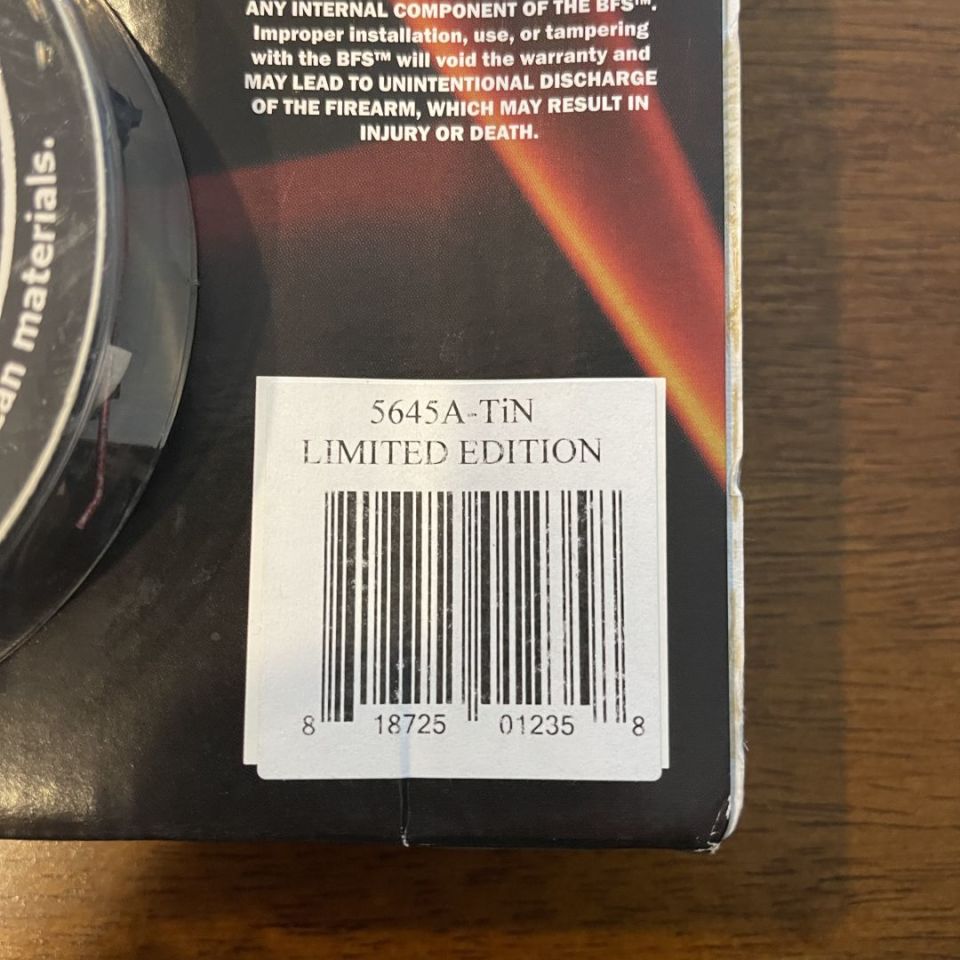 ANY INTERNAL COMPONENT OF THE BFS™.
Improper installation, use, or tampering
with the BFS™ will void the warranty and
MAY LEAD TO UNINTENTIONAL DISCHARGE
OF THE FIREARM, WHICH MAY RESULT IN
INJURY OR DEATH.
materials.
5645A-TiN
LIMITED EDITION
8 18725 01235 8